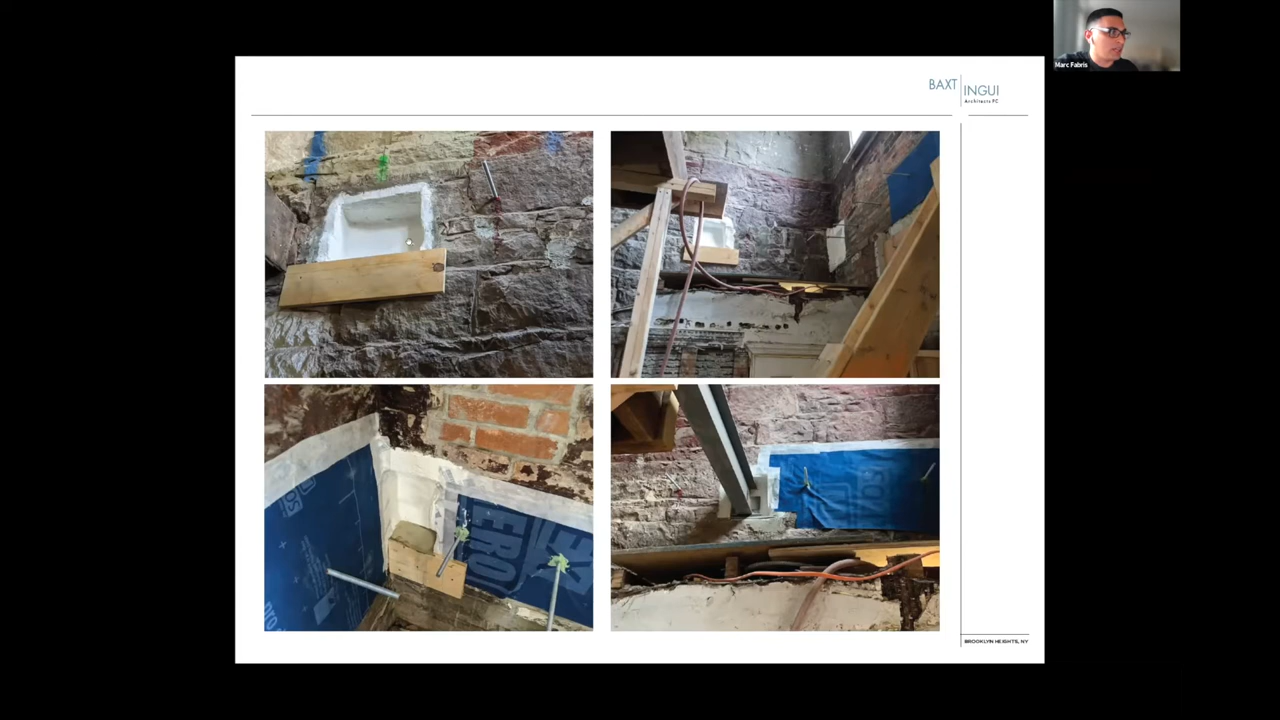 Marc Fabris
BAXT
INGUI
Architects PC
BROOKLYN HEIGHTS, NY